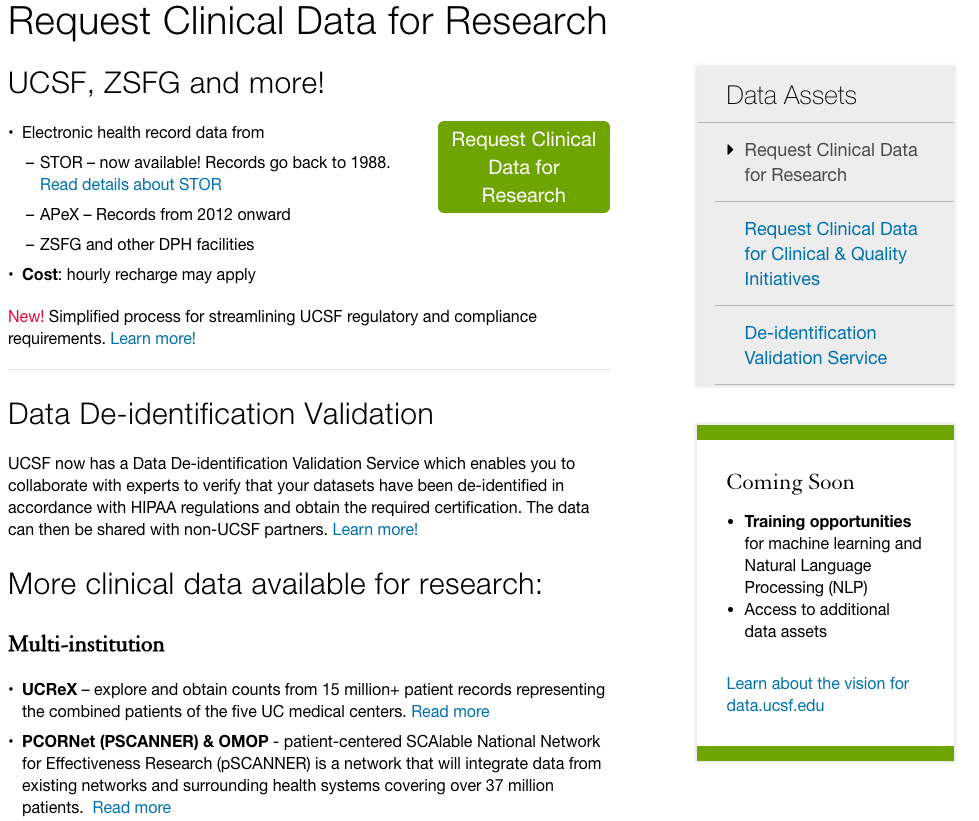 Request Clinical Data for Research
UCSF, ZSFG and more!
• Electronic health record data from
– STOR – now available! Records go back to 1988.
Read details about STOR
– APeX – Records from 2012 onward
– ZSFG and other DPH facilities
• Cost: hourly recharge may apply
Request Clinical
Data for
Research
New! Simplified process for streamlining UCSF regulatory and compliance
requirements. Learn more!
Data De-identification Validation
UCSF now has a Data De-identification Validation Service which enables you to
collaborate with experts to verify that your datasets have been de-identified in
accordance with HIPAA regulations and obtain the required certification. The data
can then be shared with non-UCSF partners. Learn more!
More clinical data available for research:
Multi-institution
• UCReX – explore and obtain counts from 15 million+ patient records representing
the combined patients of the five UC medical centers. Read more
• PCORNet (PSCANNER) & OMOP - patient-centered SCAlable National Network
for Effectiveness Research (pSCANNER) is a network that will integrate data from
existing networks and surrounding health systems covering over 37 million
patients. Read more
Data Assets
Request Clinical Data
for Research
Request Clinical Data
for Clinical & Quality
Initiatives
De-identification
Validation Service
Coming Soon
• Training opportunities
for machine learning and
Natural Language
Processing (NLP)
• Access to additional
data assets
Learn about the vision for
data.ucsf.edu